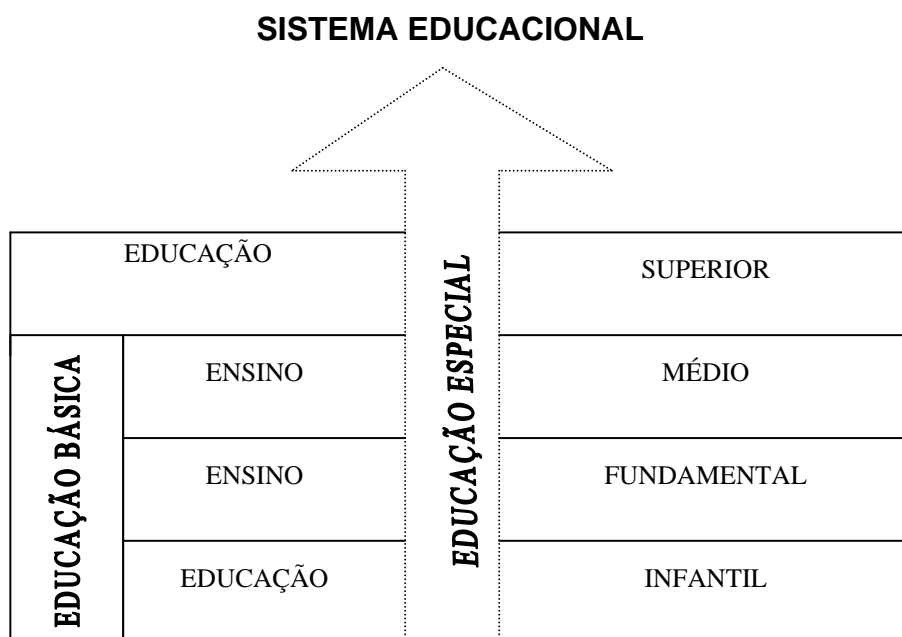 SISTEMA EDUCACIONAL
EDUCAÇÃO
SUPERIOR
EDUCAÇÃO BÁSICA
EDUCAÇÃO ESPECIAL
ENSINO
MÉDIO
ENSINO
FUNDAMENTAL
EDUCAÇÃO
INFANTIL